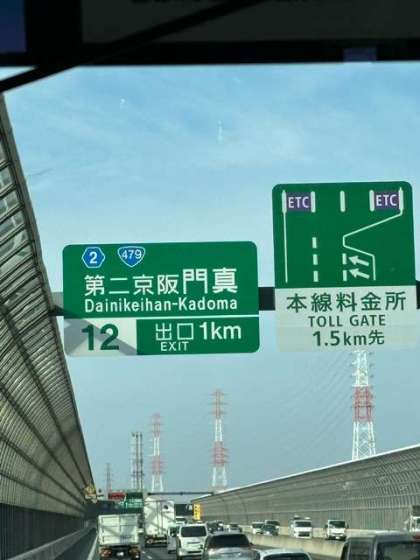 2 479
第二京阪門真
Dainikeihan-Kadoma
12 出口 1km
EXIT
ETC ETC
本線料金所
TOLL GATE
1.5km先